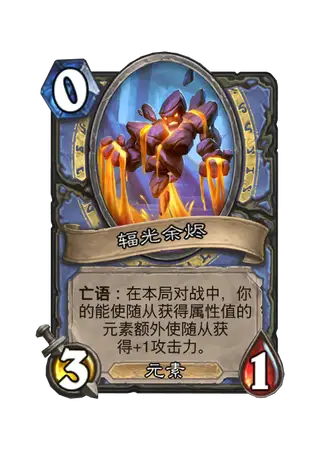 0
辐光余烬
亡语：在本局对战中，你
的能使随从获得属性值的
元素额外使随从获
得+1攻击力。
3
1
元素